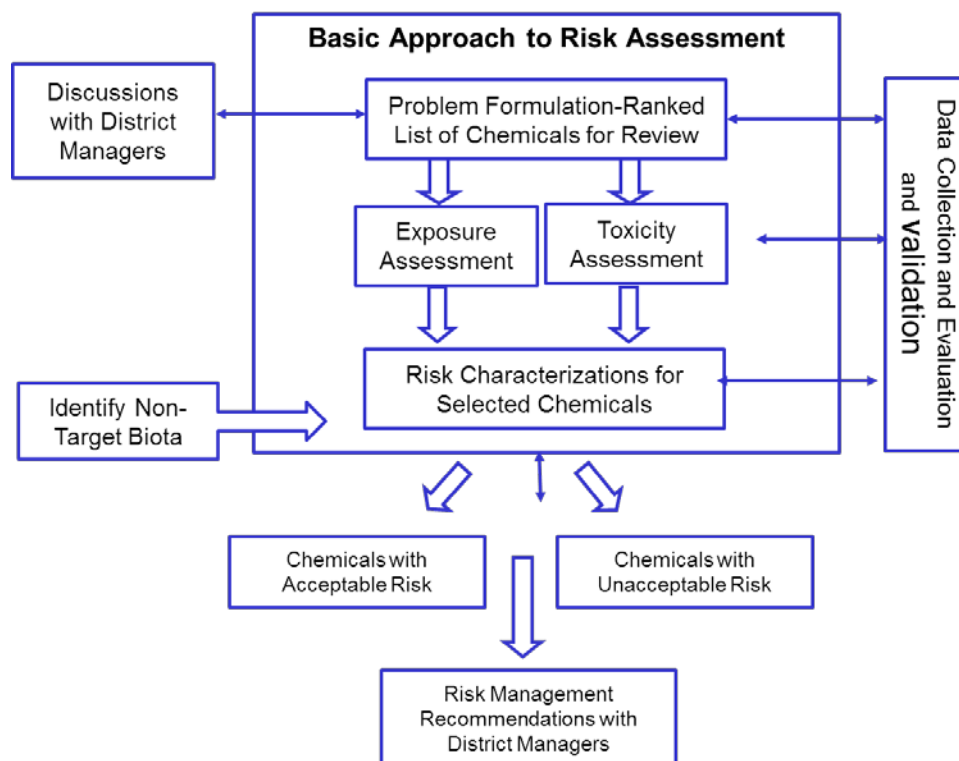 Basic Approach to Risk Assessment
Discussions
with District
Managers
Problem Formulation-Ranked
List of Chemicals for Review
Exposure
Assessment
Toxicity
Assessment
Risk Characterizations for
Selected Chemicals
Identify Non-
Target Biota
Data Collection and Evaluation
and validation
Chemicals with
Acceptable Risk
Chemicals with
Unacceptable Risk
Risk Management
Recommendations with
District Managers